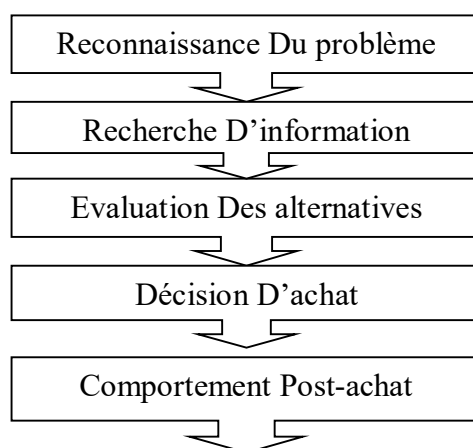 Reconnaissance Du problème
Recherche D’information
Evaluation Des alternatives
Décision D’achat
Comportement Post-achat